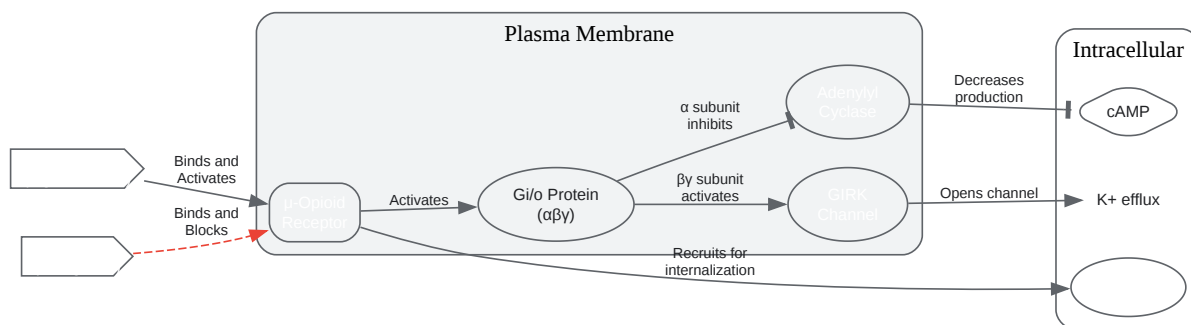 Plasma Membrane
Intracellular
Adenylyl
Cyclase
Decreases
production
cAMP
α subunit
inhibits
Binds and
Activates
μ-Opioid
Receptor
Activates
Gi/o Protein
(αβγ)
βγ subunit
activates
GIRK
Channel
Opens channel
K+ efflux
Binds and
Blocks
Recruits for
internalization